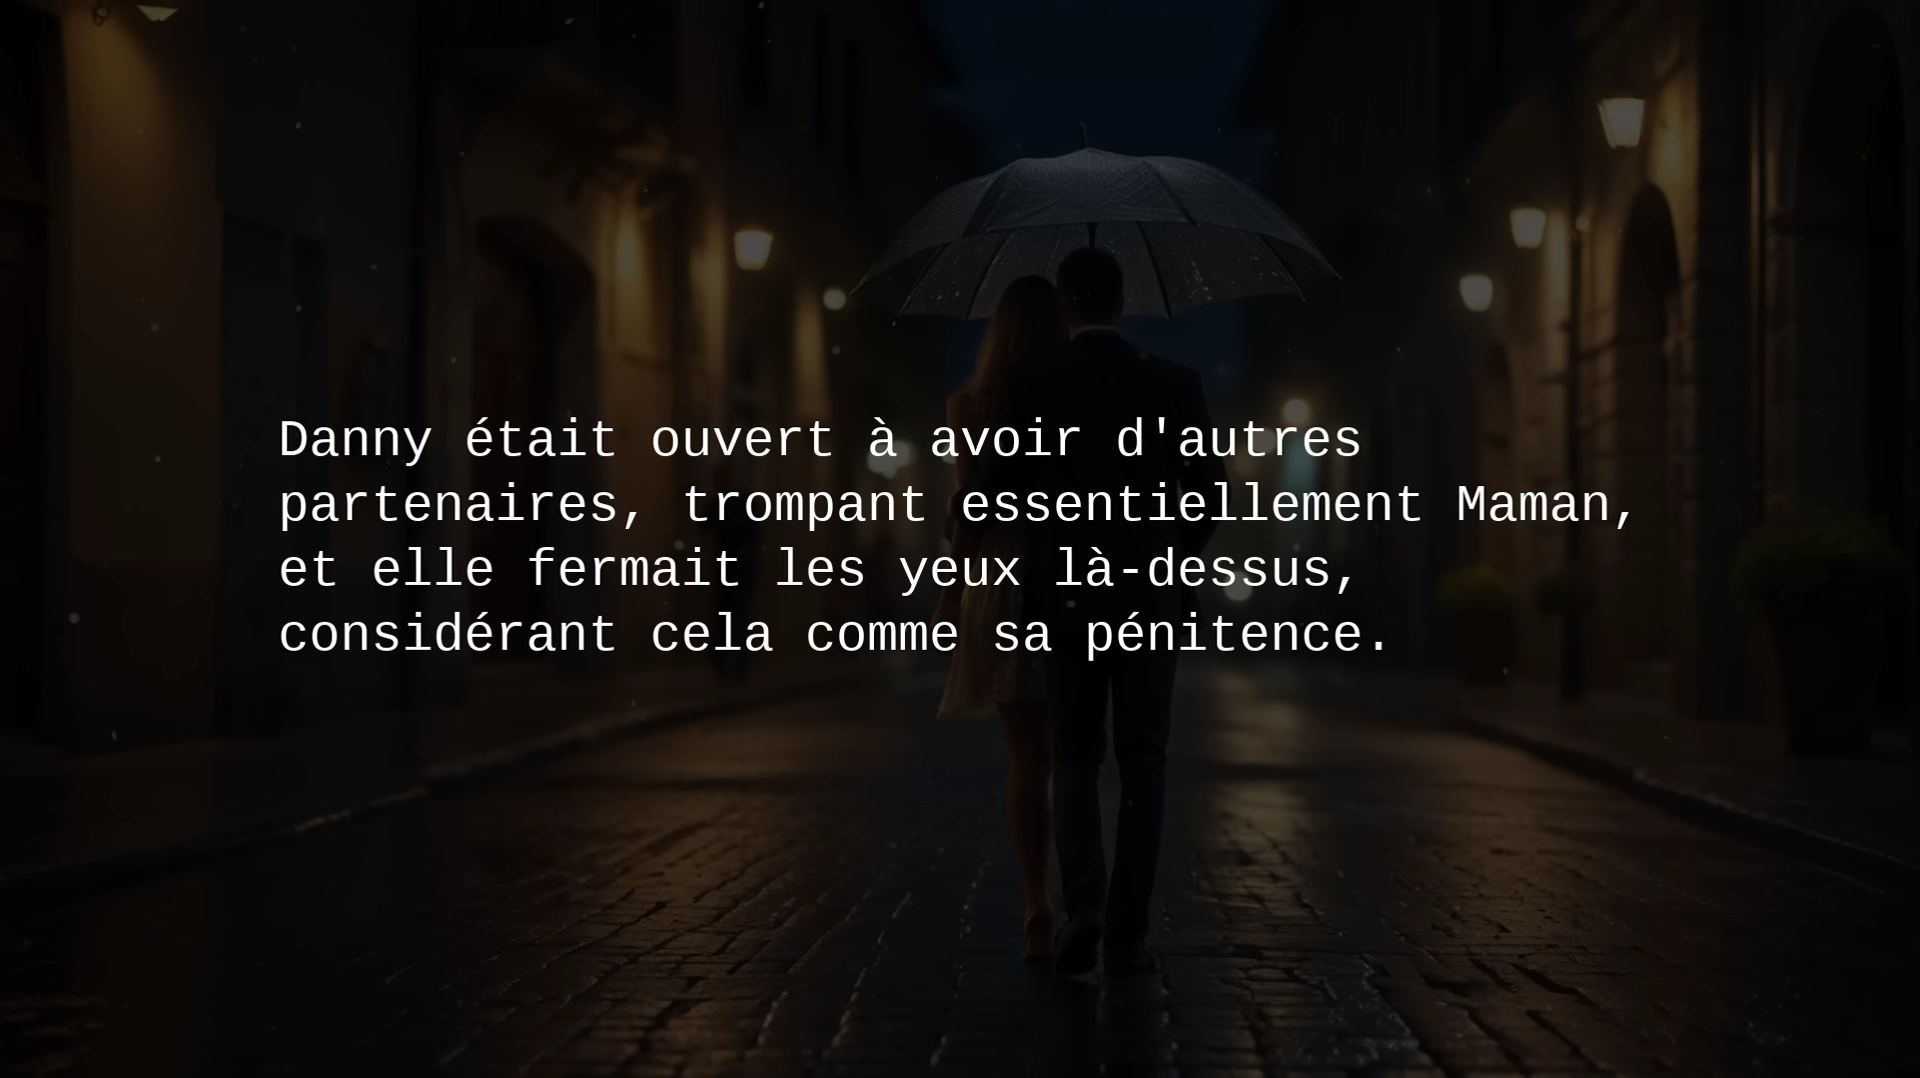 Danny était ouvert à avoir d'autres
partenaires, trompant essentiellement Maman,
et elle fermait les yeux là-dessus,
considérant cela comme sa pénitence.